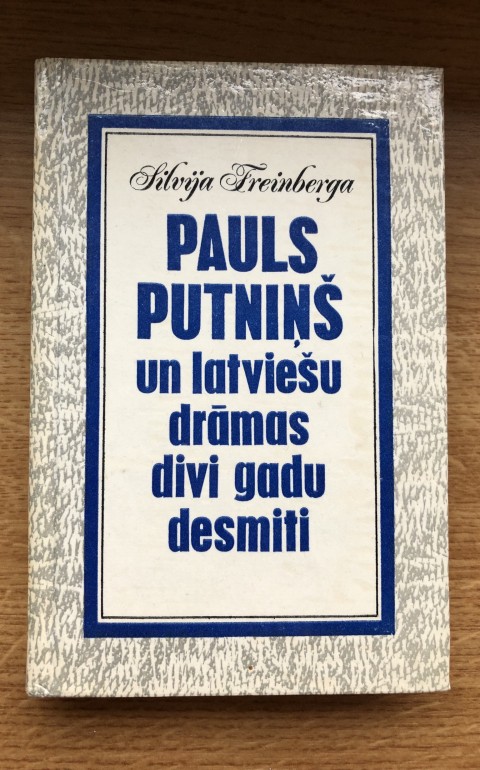 Silvija Freinberga
PAULS
PUTNIŅŠ
un latviešu
drāmas
divi gadu
desmiti